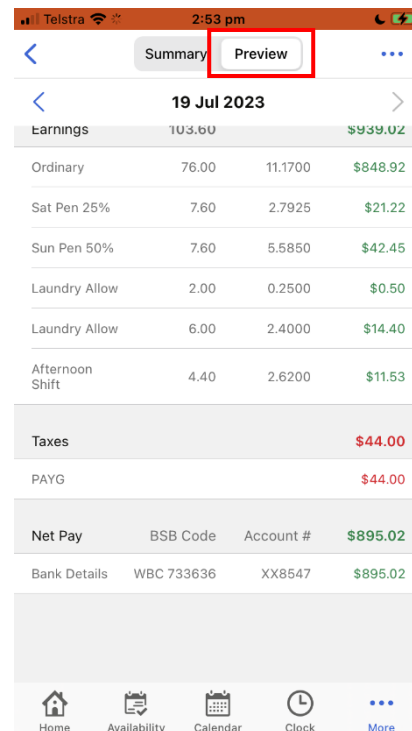 Telstra 2:53 pm
Summary Preview
19 Jul 2023
Earnings 103.60 $939.02
Ordinary 76.00 11.1700 $848.92
Sat Pen 25% 7.60 2.7925 $21.22
Sun Pen 50% 7.60 5.5850 $42.45
Laundry Allow 2.00 0.2500 $0.50
Laundry Allow 6.00 2.4000 $14.40
Afternoon
Shift 4.40 2.6200 $11.53
Taxes $44.00
PAYG $44.00
Net Pay BSB Code Account # $895.02
Bank Details WBC 733636 XX8547 $895.02
Home Availability Calendar Clock More